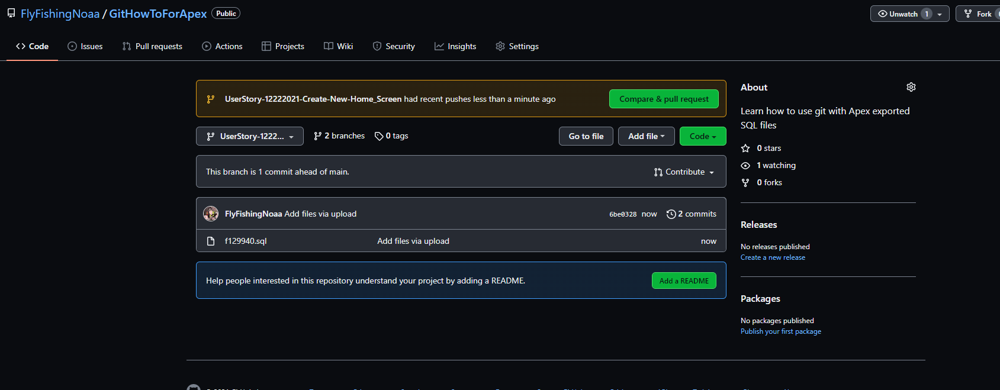 FlyFishingNoaa / GitHowToForApex Public
Unwatch 1
Fork
Code
Issues
Pull requests
Actions
Projects
Wiki
Security
Insights
Settings
UserStory-12222021-Create-New-Home_Screen had recent pushes less than a minute ago
Compare & pull request
UserStory-1222...
2 branches
0 tags
Go to file
Add file
Code
This branch is 1 commit ahead of main.
Contribute
FlyFishingNoaa Add files via upload
6be0328 now
2 commits
f129940.sql
Add files via upload
now
Help people interested in this repository understand your project by adding a README.
Add a README
About
Learn how to use git with Apex exported
SQL files
0 stars
1 watching
0 forks
Releases
No releases published
Create a new release
Packages
No packages published
Publish your first package